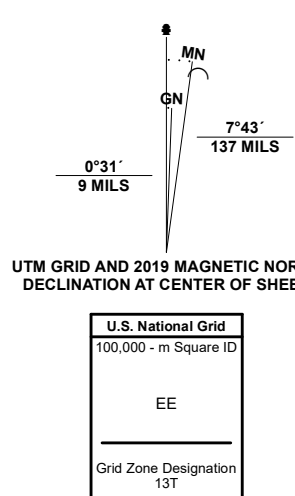 MN
GN
7°43´
137 MILS
0°31´
9 MILS
UTM GRID AND 2019 MAGNETIC NOR
DECLINATION AT CENTER OF SHEE
U.S. National Grid
100,000 - m Square ID
EE
Grid Zone Designation
13T